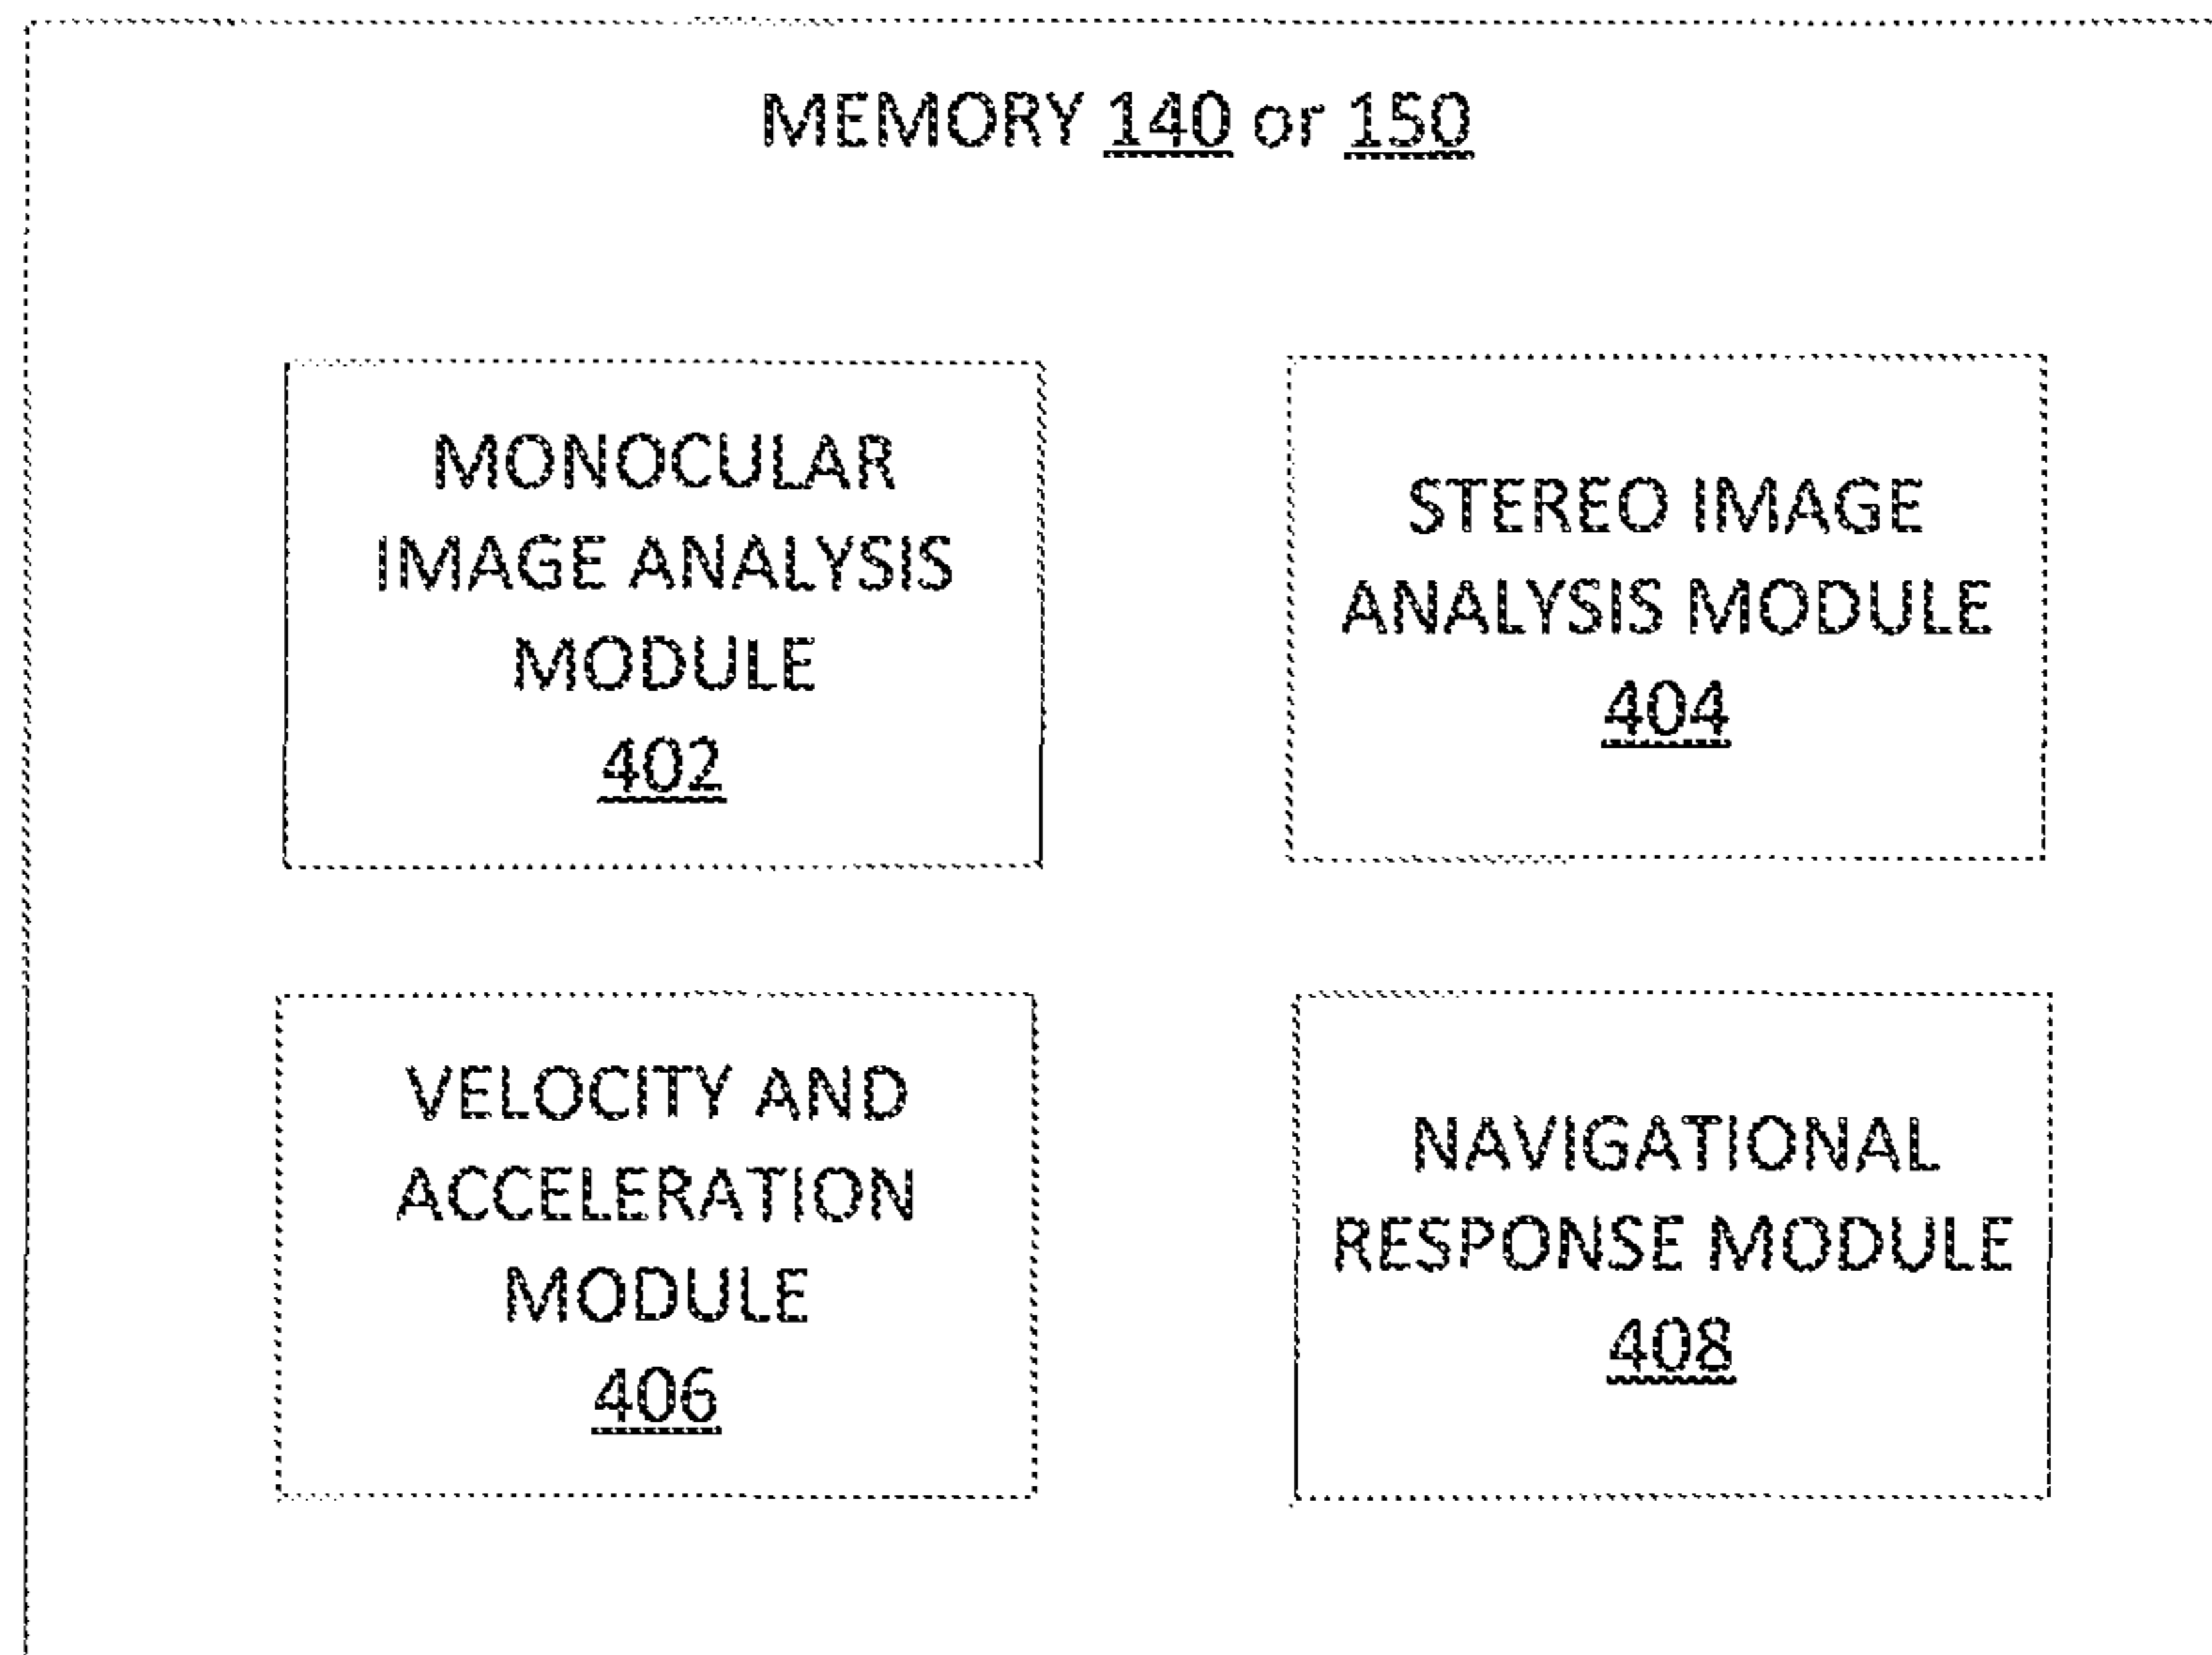 MEMORY 140 or 150
MONOCULAR
IMAGE ANALYSIS
MODULE
402
STEREO IMAGE
ANALYSIS MODULE
404
VELOCITY AND
ACCELERATION
MODULE
406
NAVIGATIONAL
RESPONSE MODULE
408